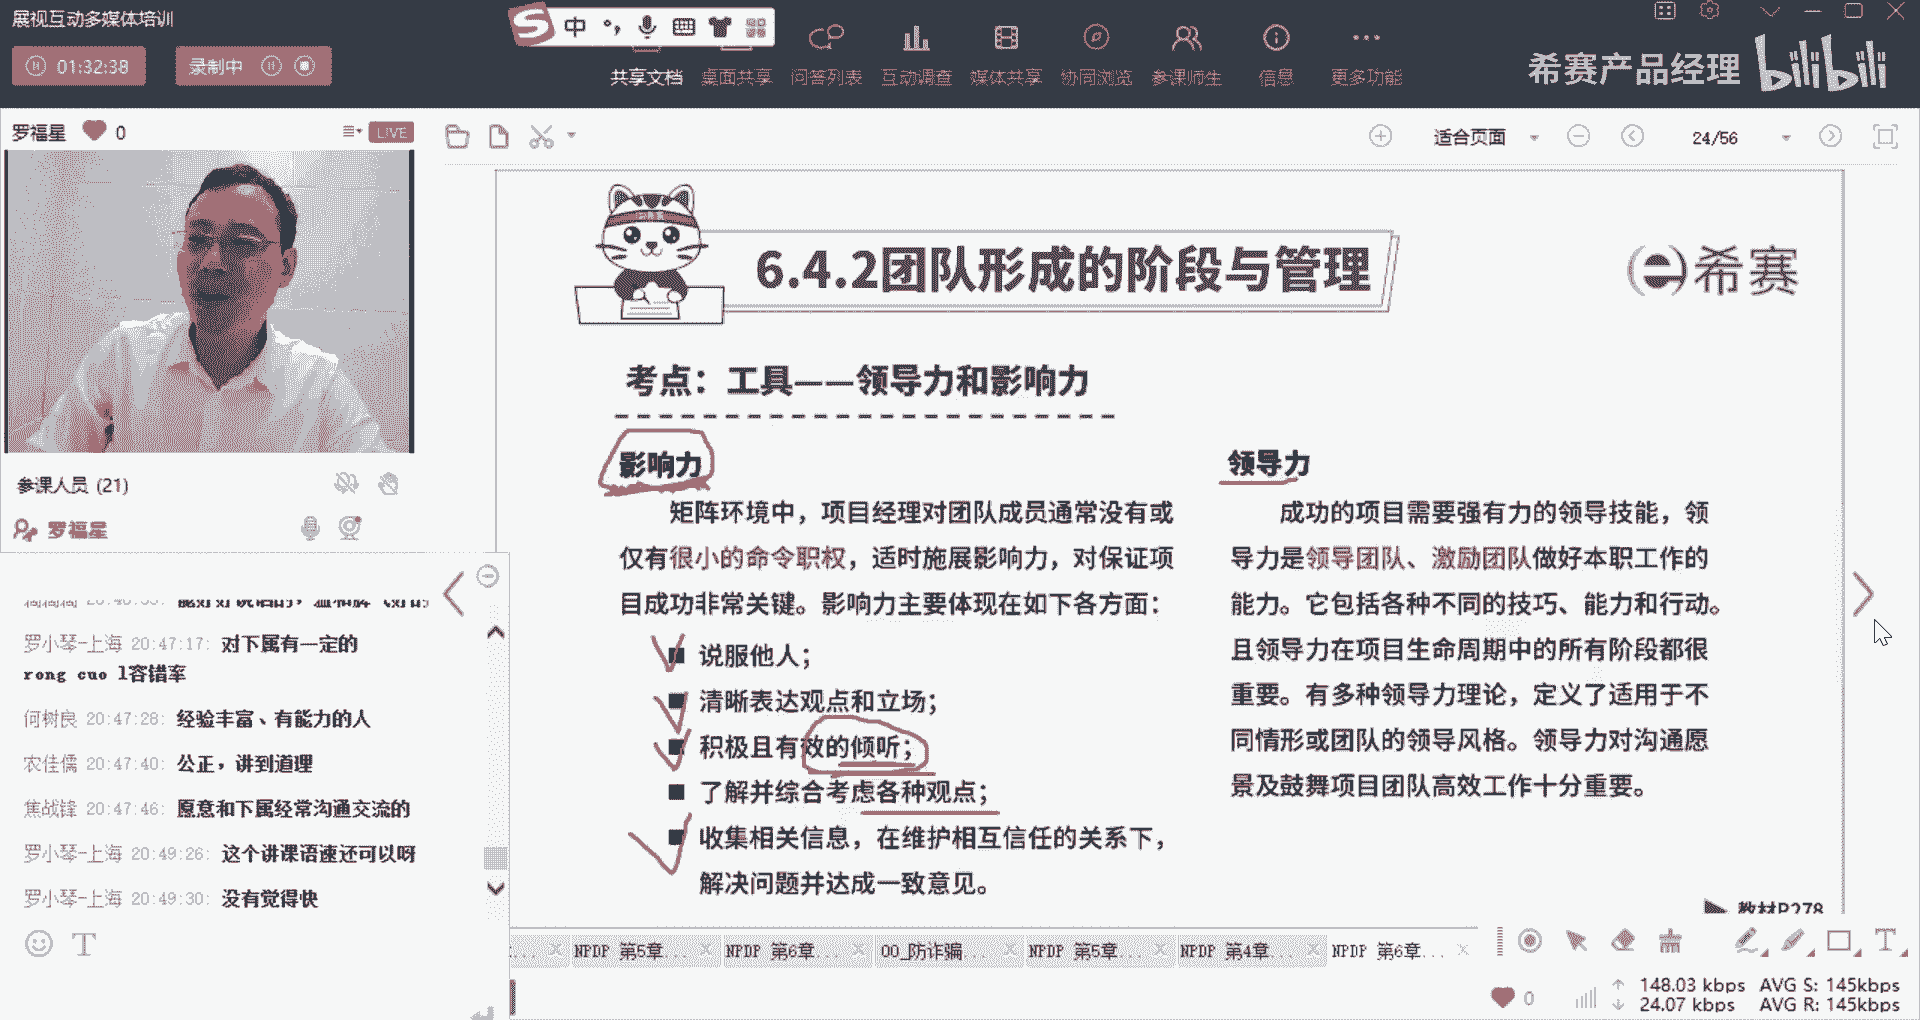 展视互动多媒体培训
中
01:32:38
录制中
共享文档 桌面共享 问答列表 互动调查 媒体共享 协同浏览 参课师生 信息 更多功能
希赛产品经理 bilibili
罗福星 0
LIVE
适合页面
24/56
参课人员 (21)
罗福星
罗小琴-上海 20:47:17: 对下属有一定的
rong cuo l容错率
何树良 20:47:28: 经验丰富、有能力的人
农佳儒 20:47:40: 公正，讲到道理
焦战锋 20:47:46: 愿意和下属经常沟通交流的
罗小琴-上海 20:49:26: 这个讲课语速还可以呀
罗小琴-上海 20:49:30: 没有觉得快
6.4.2团队形成的阶段与管理
希赛
考点：工具——领导力和影响力
影响力
矩阵环境中，项目经理对团队成员通常没有或
仅有很小的命令职权，适时施展影响力，对保证项
目成功非常关键。影响力主要体现在如下各方面：
■ 说服他人；
■ 清晰表达观点和立场；
■ 积极且有效的倾听；
■ 了解并综合考虑各种观点；
■ 收集相关信息，在维护相互信任的关系下，
解决问题并达成一致意见。
领导力
成功的项目需要强有力的领导技能，领
导力是领导团队、激励团队做好本职工作的
能力。它包括各种不同的技巧、能力和行动。
且领导力在项目生命周期中的所有阶段都很
重要。有多种领导力理论，定义了适用于不
同情形或团队的领导风格。领导力对沟通愿
景及鼓舞项目团队高效工作十分重要。
教材P278
NPDP 第5章... NPDP 第6章... 00_防诈骗... NPDP 第5章... NPDP 第4章... NPDP 第6章...
0
148.03 kbps AVG S: 145kbps
24.07 kbps AVG R: 145kbps